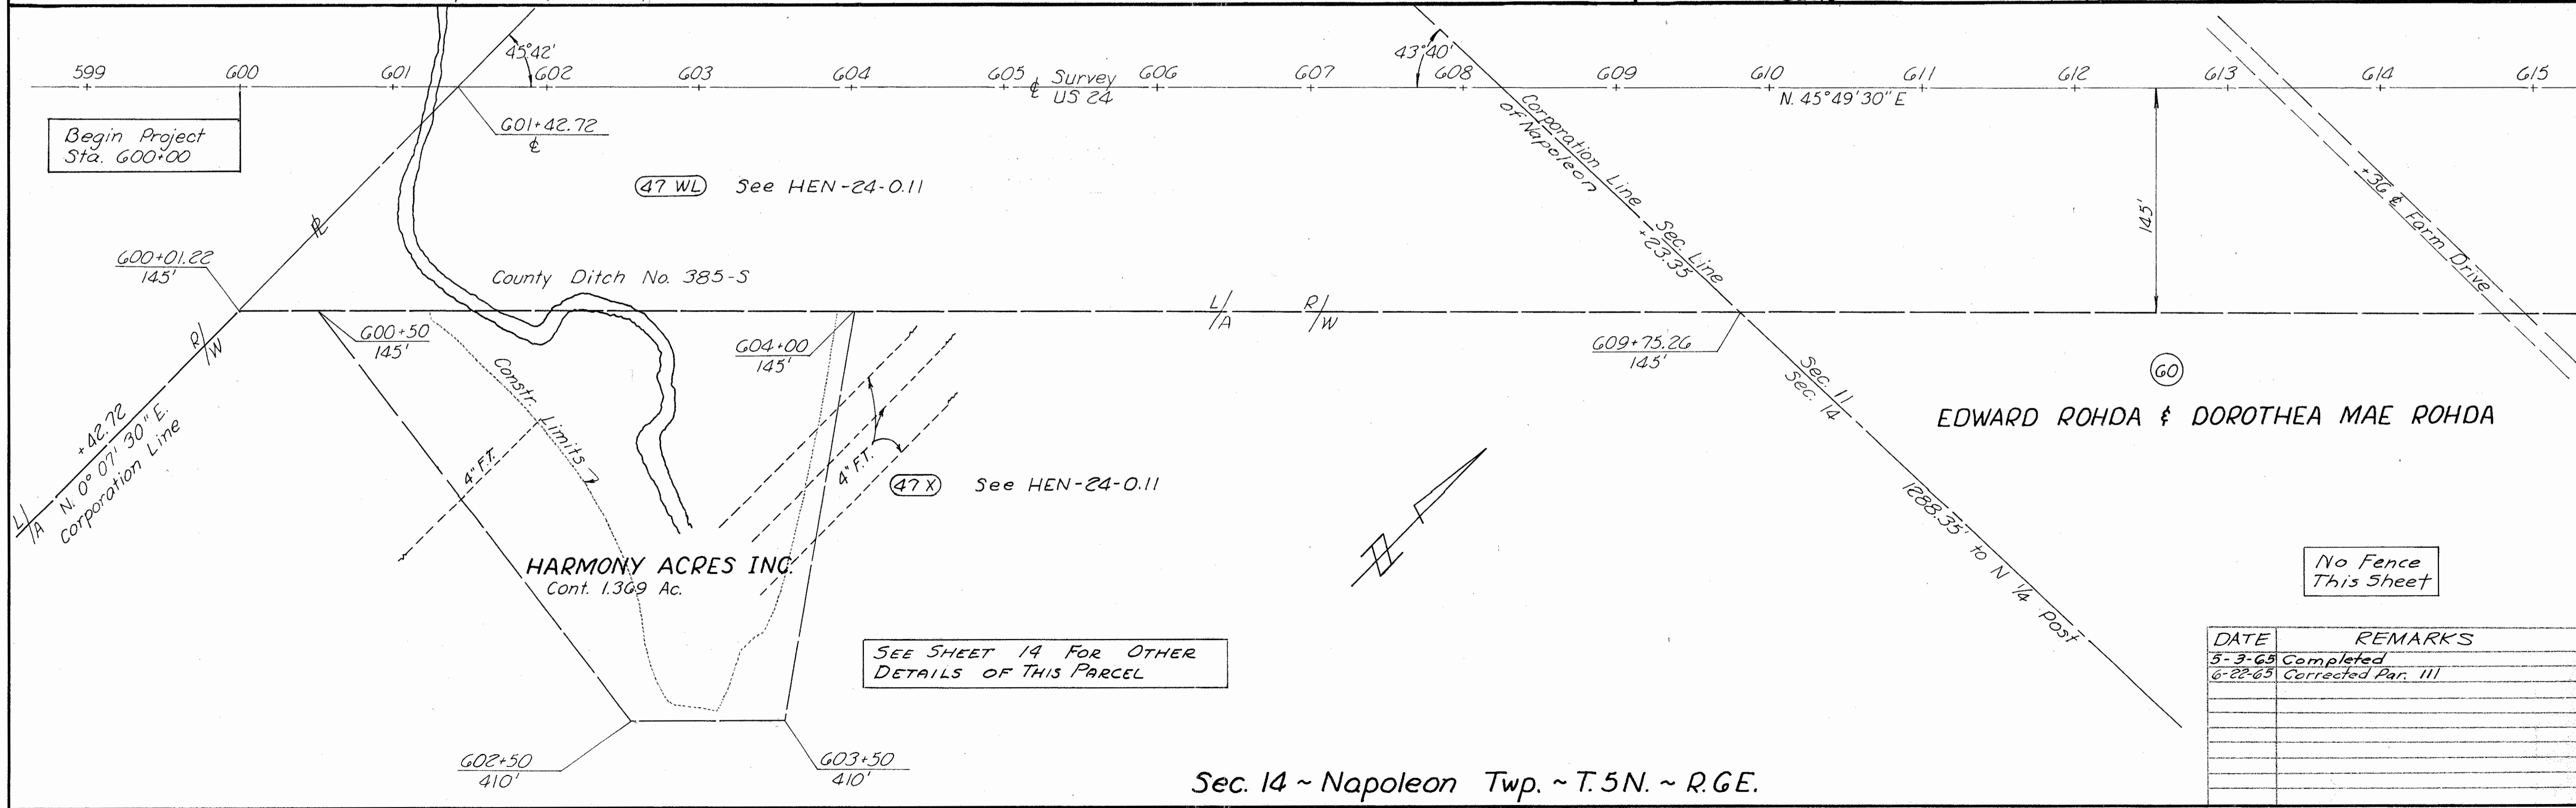 599 600 601 602 603 604 605 606 607 608 609 610 611 612 613 614 615
45°42'
43°40'
℄ Survey
US 24
N. 45°49'30" E
Begin Project
Sta. 600+00
601+42.72
℄
47 WL See HEN-24-0.11
Corporation Line
of Napoleon
Sec. Line
+23.35
145'
+36 ℄ Farm Drive
℄
600+01.22
145'
County Ditch No. 385-S
L/A
R/W
R/W
600+50
145'
604+00
145'
609+75.26
145'
Constr. Limits
4" F.T.
4" F.T.
Sec. 11
Sec. 14
60
EDWARD ROHDA & DOROTHEA MAE ROHDA
+42.72
N. 0° 07' 30" E.
Corporation Line
L/A
47 X See HEN-24-0.11
1288.35' to N 1/4 Post
N
HARMONY ACRES INC.
Cont. 1.369 Ac.
No Fence
This Sheet
SEE SHEET 14 FOR OTHER
DETAILS OF THIS PARCEL
DATE REMARKS
5-3-65 Completed
6-22-65 Corrected Par. 111
602+50
410'
603+50
410'
Sec. 14 ~ Napoleon Twp. ~ T. 5 N. ~ R. 6 E.